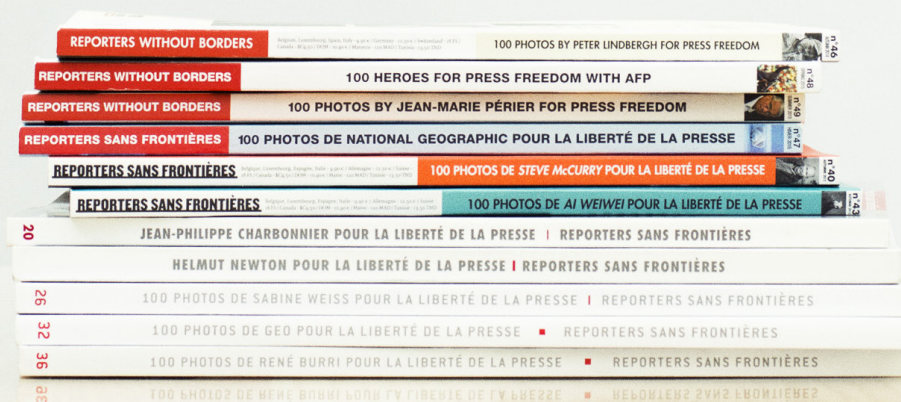 REPORTERS WITHOUT BORDERS 100 PHOTOS BY PETER LINDBERGH FOR PRESS FREEDOM n°46
REPORTERS WITHOUT BORDERS 100 HEROES FOR PRESS FREEDOM WITH AFP n°48
REPORTERS WITHOUT BORDERS 100 PHOTOS BY JEAN-MARIE PÉRIER FOR PRESS FREEDOM n°49
REPORTERS SANS FRONTIÈRES 100 PHOTOS DE NATIONAL GEOGRAPHIC POUR LA LIBERTÉ DE LA PRESSE n°47
REPORTERS SANS FRONTIÈRES 100 PHOTOS DE STEVE McCURRY POUR LA LIBERTÉ DE LA PRESSE n°40
REPORTERS SANS FRONTIÈRES 100 PHOTOS DE AI WEIWEI POUR LA LIBERTÉ DE LA PRESSE n°43
20 JEAN-PHILIPPE CHARBONNIER POUR LA LIBERTÉ DE LA PRESSE | REPORTERS SANS FRONTIÈRES
HELMUT NEWTON POUR LA LIBERTÉ DE LA PRESSE | REPORTERS SANS FRONTIÈRES
26 100 PHOTOS DE SABINE WEISS POUR LA LIBERTÉ DE LA PRESSE | REPORTERS SANS FRONTIÈRES
32 100 PHOTOS DE GEO POUR LA LIBERTÉ DE LA PRESSE ■ REPORTERS SANS FRONTIÈRES
36 100 PHOTOS DE RENÉ BURRI POUR LA LIBERTÉ DE LA PRESSE ■ REPORTERS SANS FRONTIÈRES